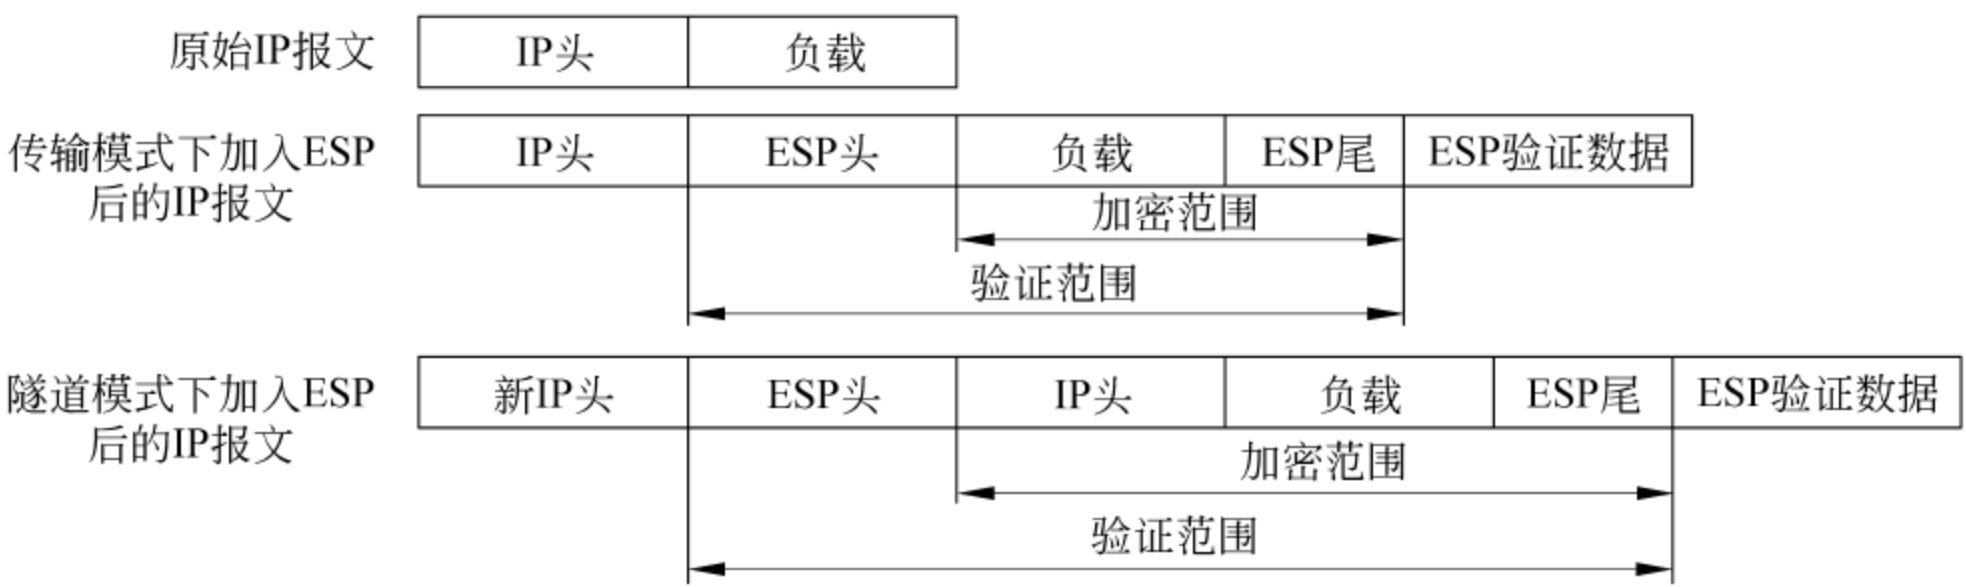 原始IP报文
IP头
负载
传输模式下加入ESP
后的IP报文
IP头
ESP头
负载
ESP尾
ESP验证数据
加密范围
验证范围
隧道模式下加入ESP
后的IP报文
新IP头
ESP头
IP头
负载
ESP尾
ESP验证数据
加密范围
验证范围